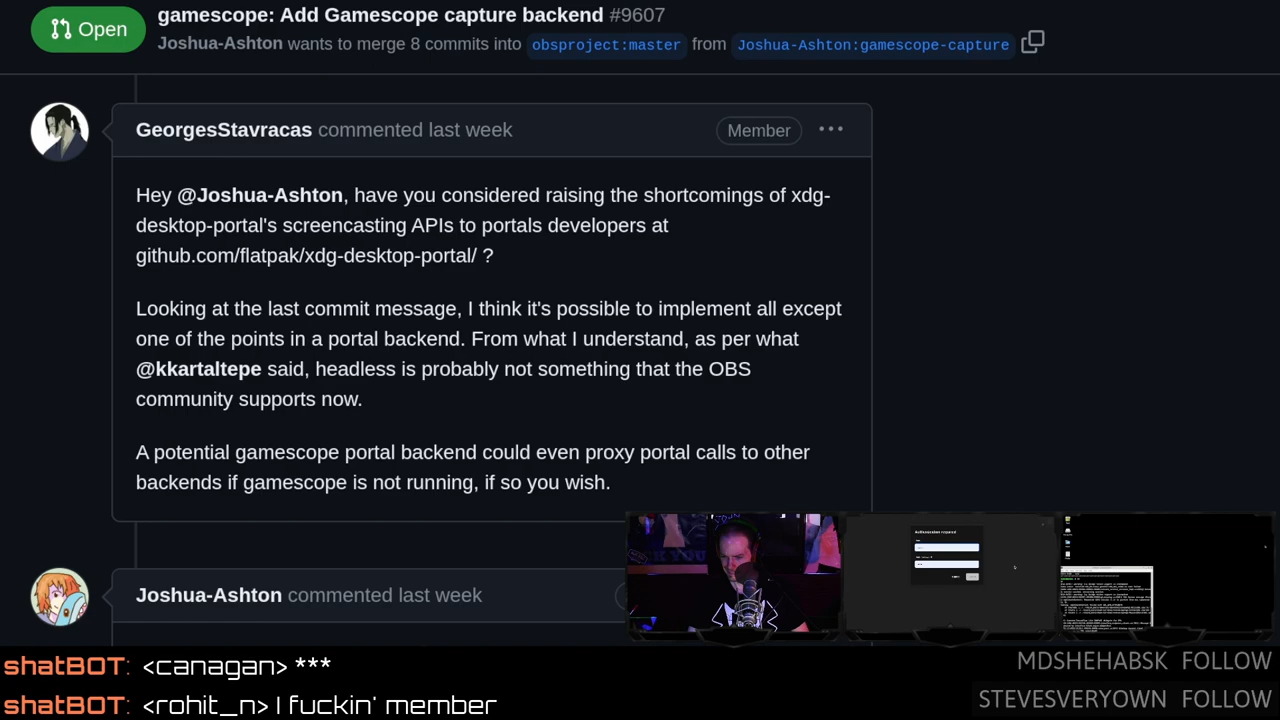 Open
gamescope: Add Gamescope capture backend #9607
Joshua-Ashton wants to merge 8 commits into obsproject:master from Joshua-Ashton:gamescope-capture
GeorgesStavracas commented last week
Member
Hey @Joshua-Ashton, have you considered raising the shortcomings of xdg-
desktop-portal's screencasting APIs to portals developers at
github.com/flatpak/xdg-desktop-portal/ ?
Looking at the last commit message, I think it's possible to implement all except
one of the points in a portal backend. From what I understand, as per what
@kkartaltepe said, headless is probably not something that the OBS
community supports now.
A potential gamescope portal backend could even proxy portal calls to other
backends if gamescope is not running, if so you wish.
Joshua-Ashton commented last week
shatBOT: <canagan> ***
shatBOT: <rohit_n> I fuckin' member
MDSHEHABSK FOLLOW
STEVESVERYOWN FOLLOW